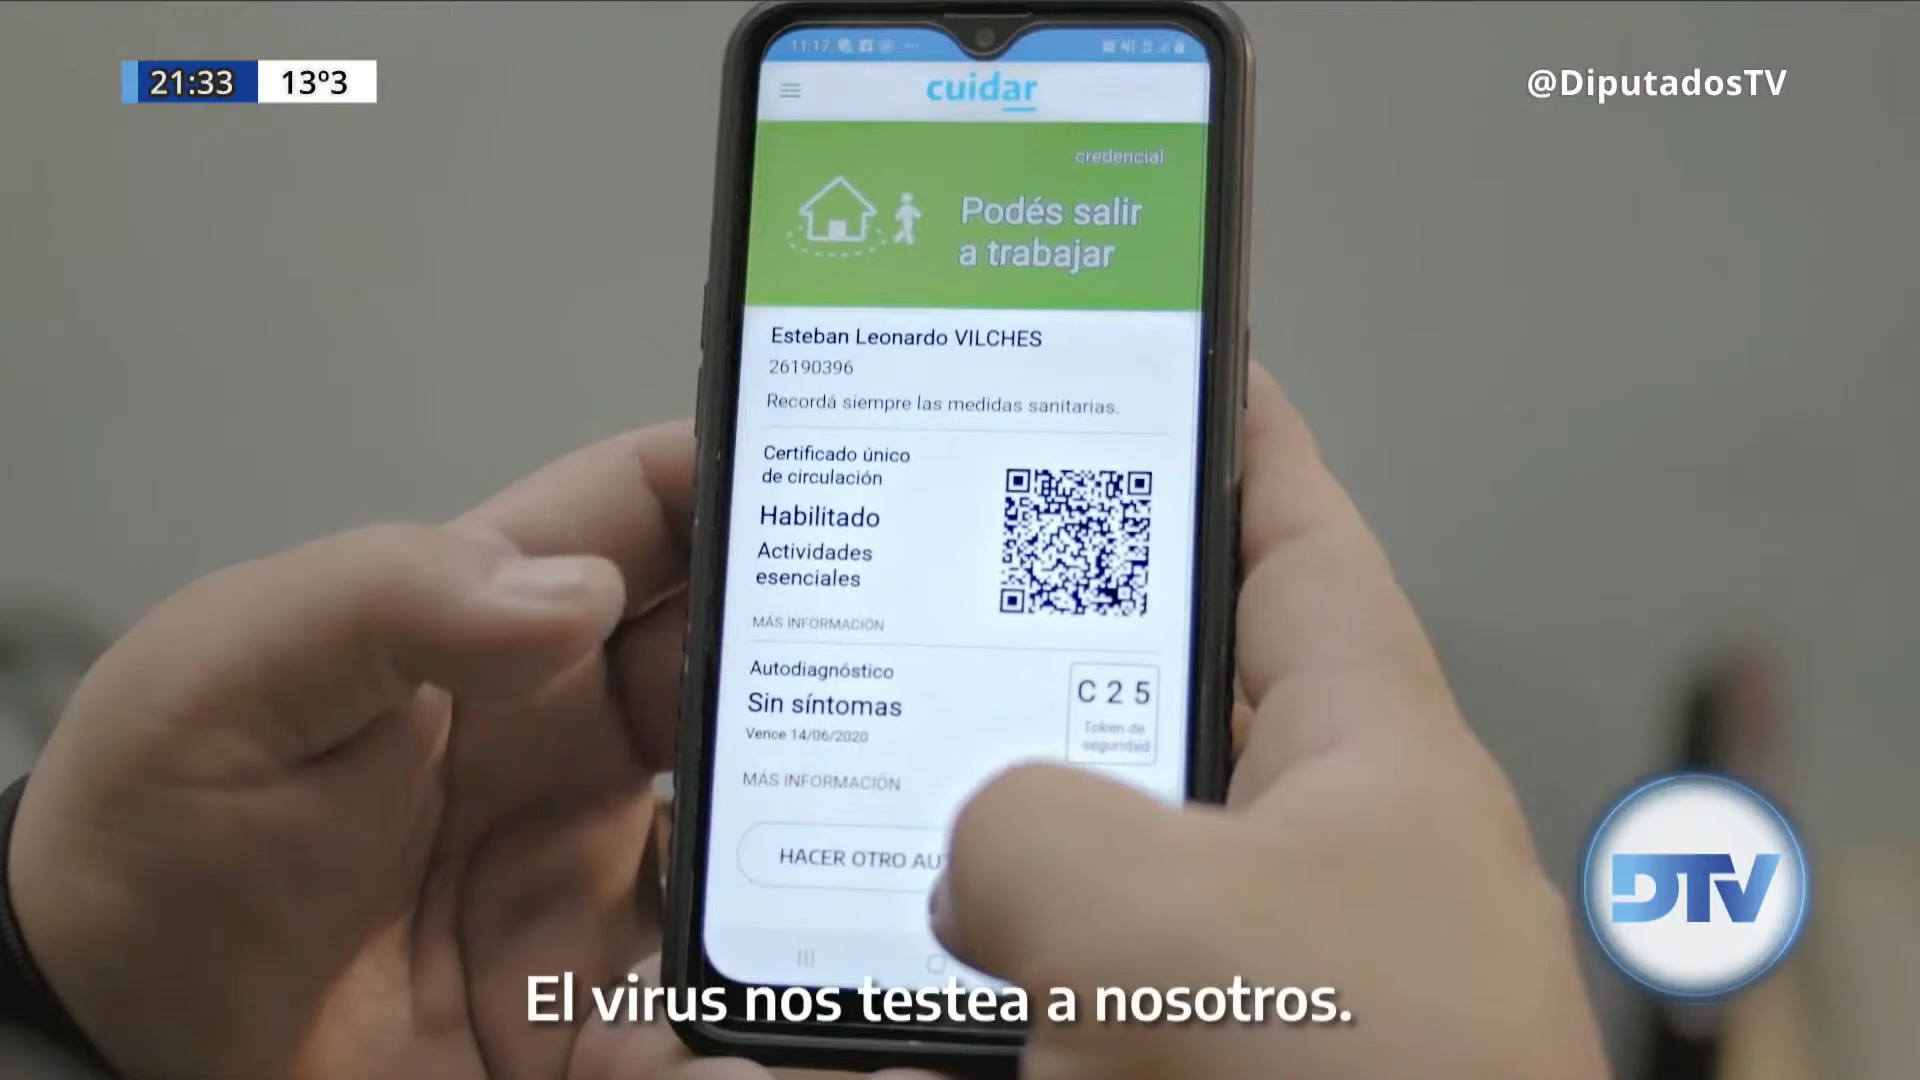 21:33 13º3
@DiputadosTV
11:17
cuidar
credencial
Podés salir
a trabajar
Esteban Leonardo VILCHES
26190396
Recordá siempre las medidas sanitarias.
Certificado único
de circulación
Habilitado
Actividades
esenciales
MÁS INFORMACIÓN
Autodiagnóstico
Sin síntomas
Vence 14/06/2020
C 2 5
Token de
seguridad
MÁS INFORMACIÓN
HACER OTRO AU
DTV
El virus nos testea a nosotros.